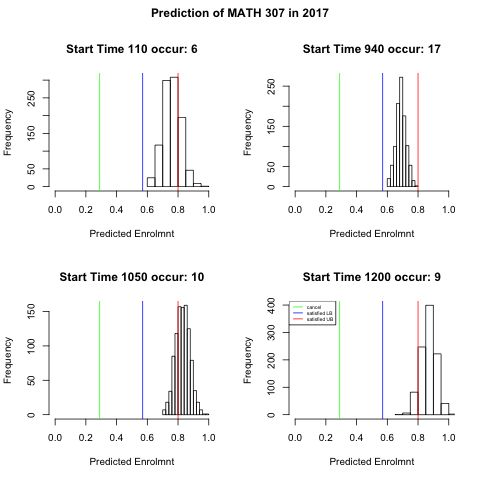 Prediction of MATH 307 in 2017
Start Time 110 occur: 6
Frequency
0 50 150 250
0.0 0.2 0.4 0.6 0.8 1.0
Predicted Enrolmnt
Start Time 940 occur: 17
Frequency
0 50 150 250
0.0 0.2 0.4 0.6 0.8 1.0
Predicted Enrolmnt
Start Time 1050 occur: 10
Frequency
0 50 100 150
0.0 0.2 0.4 0.6 0.8 1.0
Predicted Enrolmnt
Start Time 1200 occur: 9
cancel
satisfied LB
satisfied UB
Frequency
0 100 200 300 400
0.0 0.2 0.4 0.6 0.8 1.0
Predicted Enrolmnt